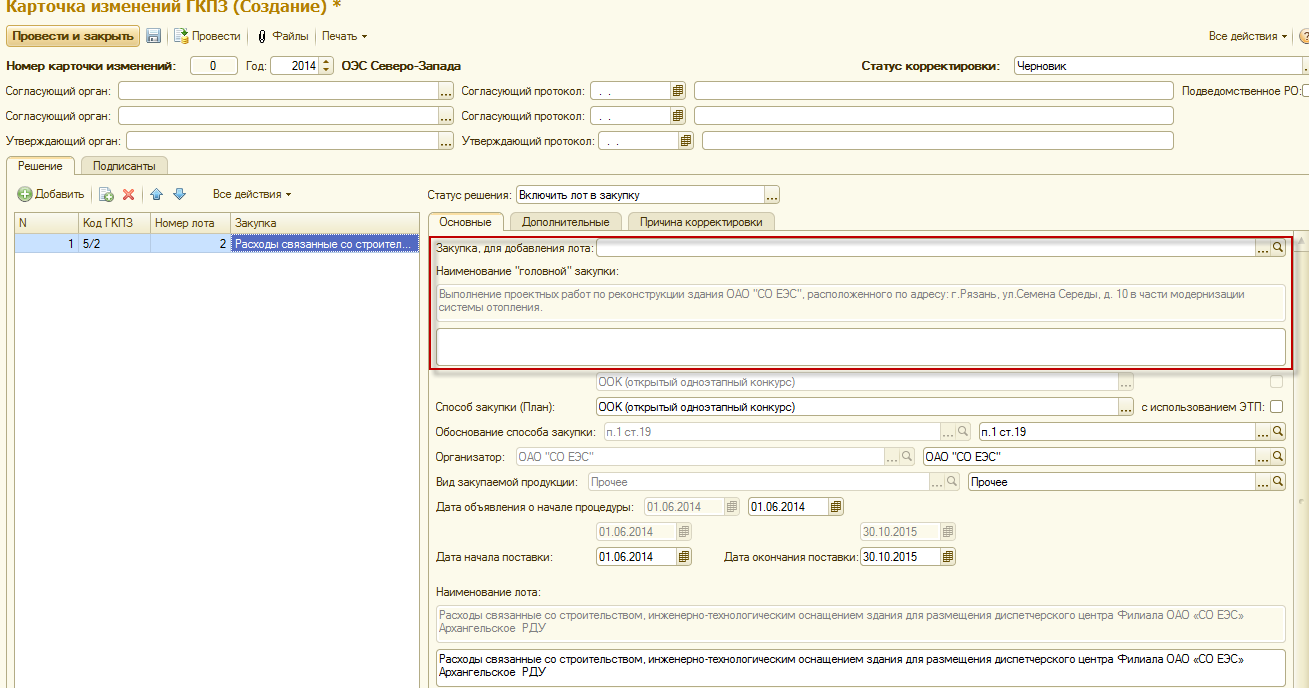 Карточка изменений ГКПЗ (Создание) *
Провести и закрыть Провести Файлы Печать Все действия ?
Номер карточки изменений: 0 Год: 2014 ОЭС Северо-Запада Статус корректировки: Черновик
Согласующий орган: ... Согласующий протокол: . . Подведомственное РО:
Согласующий орган: ... Согласующий протокол: . .
Утверждающий орган: ... Утверждающий протокол: . .
Решение Подписанты
Добавить Все действия Статус решения: Включить лот в закупку ...
N Код ГКПЗ Номер лота Закупка
1 5/2 2 Расходы связанные со строител...
Основные Дополнительные Причина корректировки
Закупка, для добавления лота: ...
Наименование "головной" закупки:
Выполнение проектных работ по реконструкции здания ОАО "СО ЕЭС", расположенного по адресу: г.Рязань, ул.Семена Середы, д. 10 в части модернизации
системы отопления.
ООК (открытый одноэтапный конкурс) ...
Способ закупки (План): ООК (открытый одноэтапный конкурс) ... с использованием ЭТП:
Обоснование способа закупки: п.1 ст.19 ... п.1 ст.19 ...
Организатор: ОАО "СО ЕЭС" ... ОАО "СО ЕЭС" ...
Вид закупаемой продукции: Прочее ... Прочее ...
Дата объявления о начале процедуры: 01.06.2014 01.06.2014
01.06.2014 30.10.2015
Дата начала поставки: 01.06.2014 Дата окончания поставки: 30.10.2015
Наименование лота:
Расходы связанные со строительством, инженерно-технологическим оснащением здания для размещения диспетчерского центра Филиала ОАО «СО ЕЭС»
Архангельское РДУ
Расходы связанные со строительством, инженерно-технологическим оснащением здания для размещения диспетчерского центра Филиала ОАО «СО ЕЭС»
Архангельское РДУ